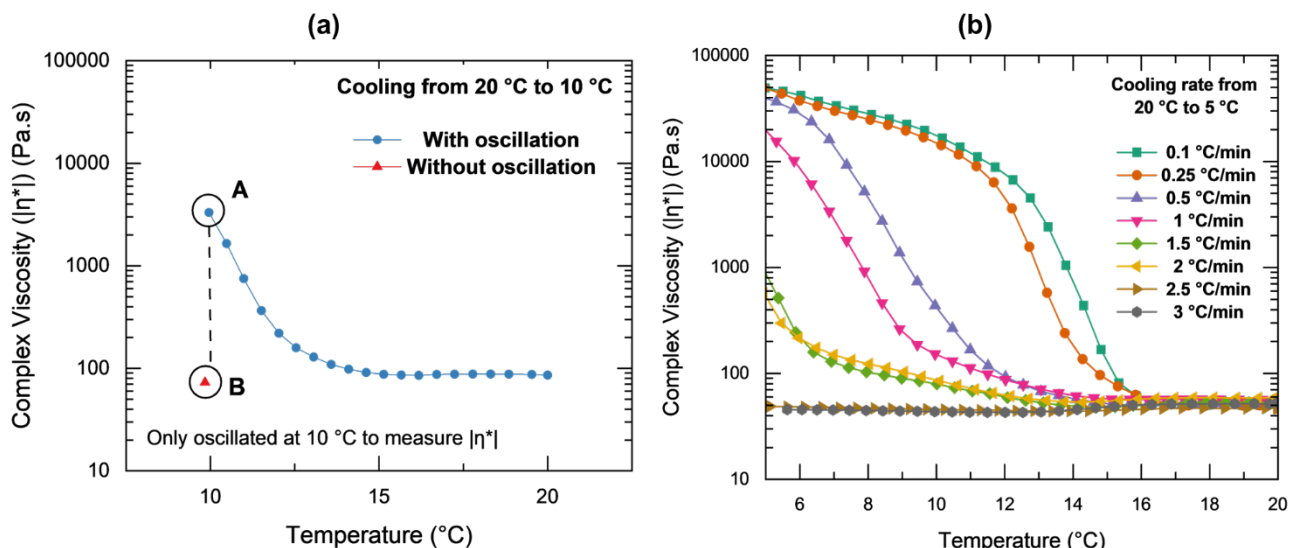 (a)
100000
10000
1000
100
10
Complex Viscosity (|η*|) (Pa.s)
Cooling from 20 °C to 10 °C
With oscillation
Without oscillation
A
B
Only oscillated at 10 °C to measure |η*|
10
15
20
Temperature (°C)
(b)
100000
10000
1000
100
10
Complex Viscosity (|η*|) (Pa.s)
Cooling rate from
20 °C to 5 °C
0.1 °C/min
0.25 °C/min
0.5 °C/min
1 °C/min
1.5 °C/min
2 °C/min
2.5 °C/min
3 °C/min
6 8 10 12 14 16 18 20
Temperature (°C)